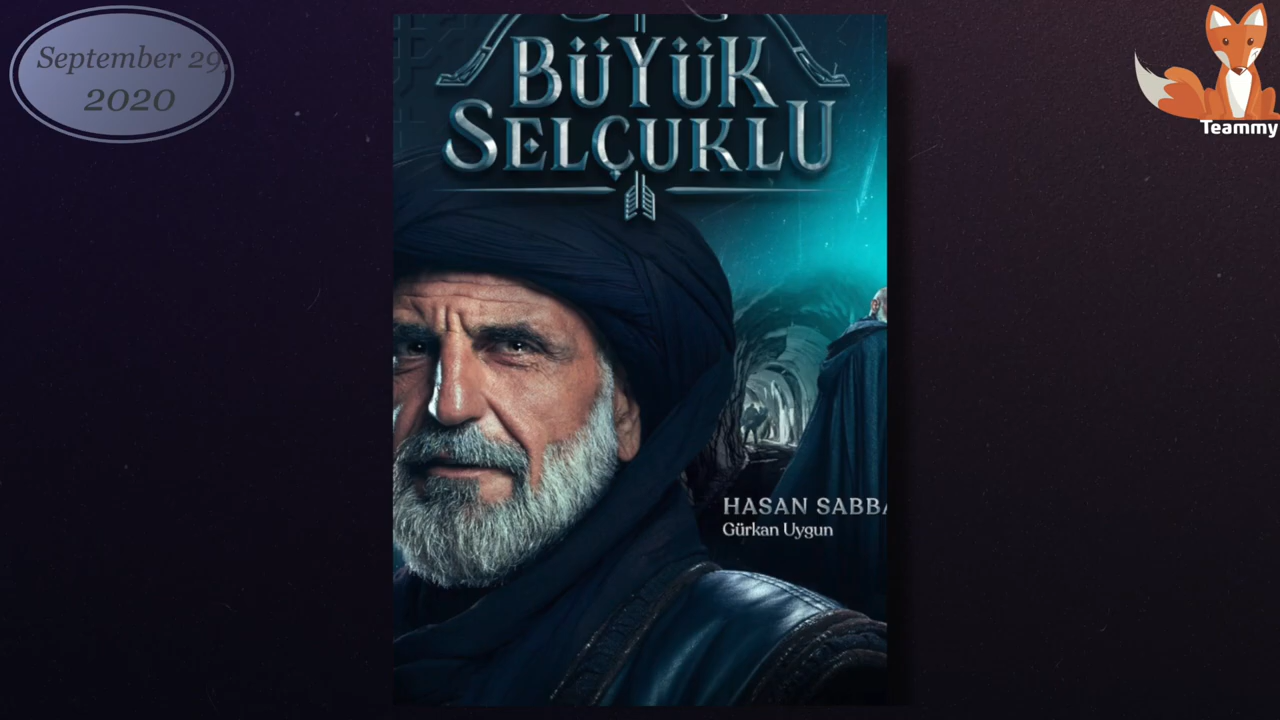 September 29,
2020
BÜYÜK
SELÇUKLU
HASAN SABBA
Gürkan Uygun
Teammy